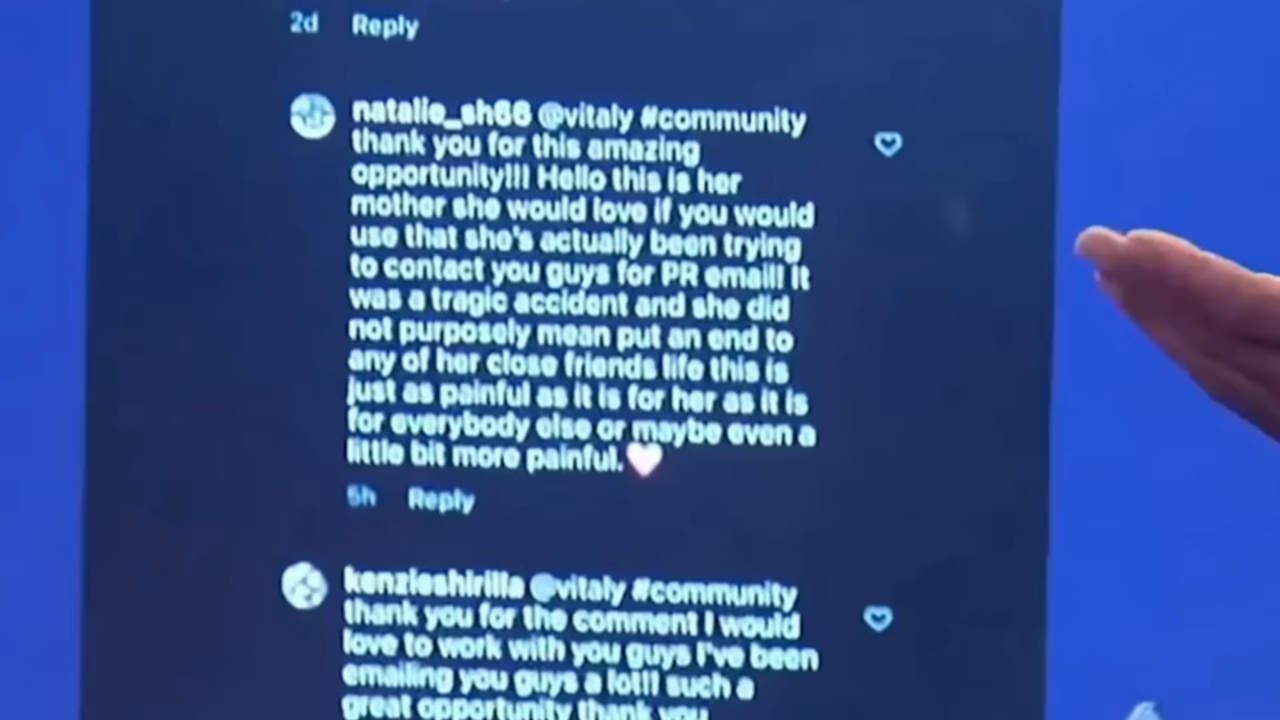 2d Reply
natalie_sh66 @vitaly #community
thank you for this amazing
opportunity!!! Hello this is her
mother she would love if you would
use that she's actually been trying
to contact you guys for PR email! It
was a tragic accident and she did
not purposely mean put an end to
any of her close friends life this is
just as painful as it is for her as it is
for everybody else or maybe even a
little bit more painful.🤍
5h Reply
kenzieshirilla @vitaly #community
thank you for the comment I would
love to work with you guys I've been
emailing you guys a lot!! such a
great opportunity thank you